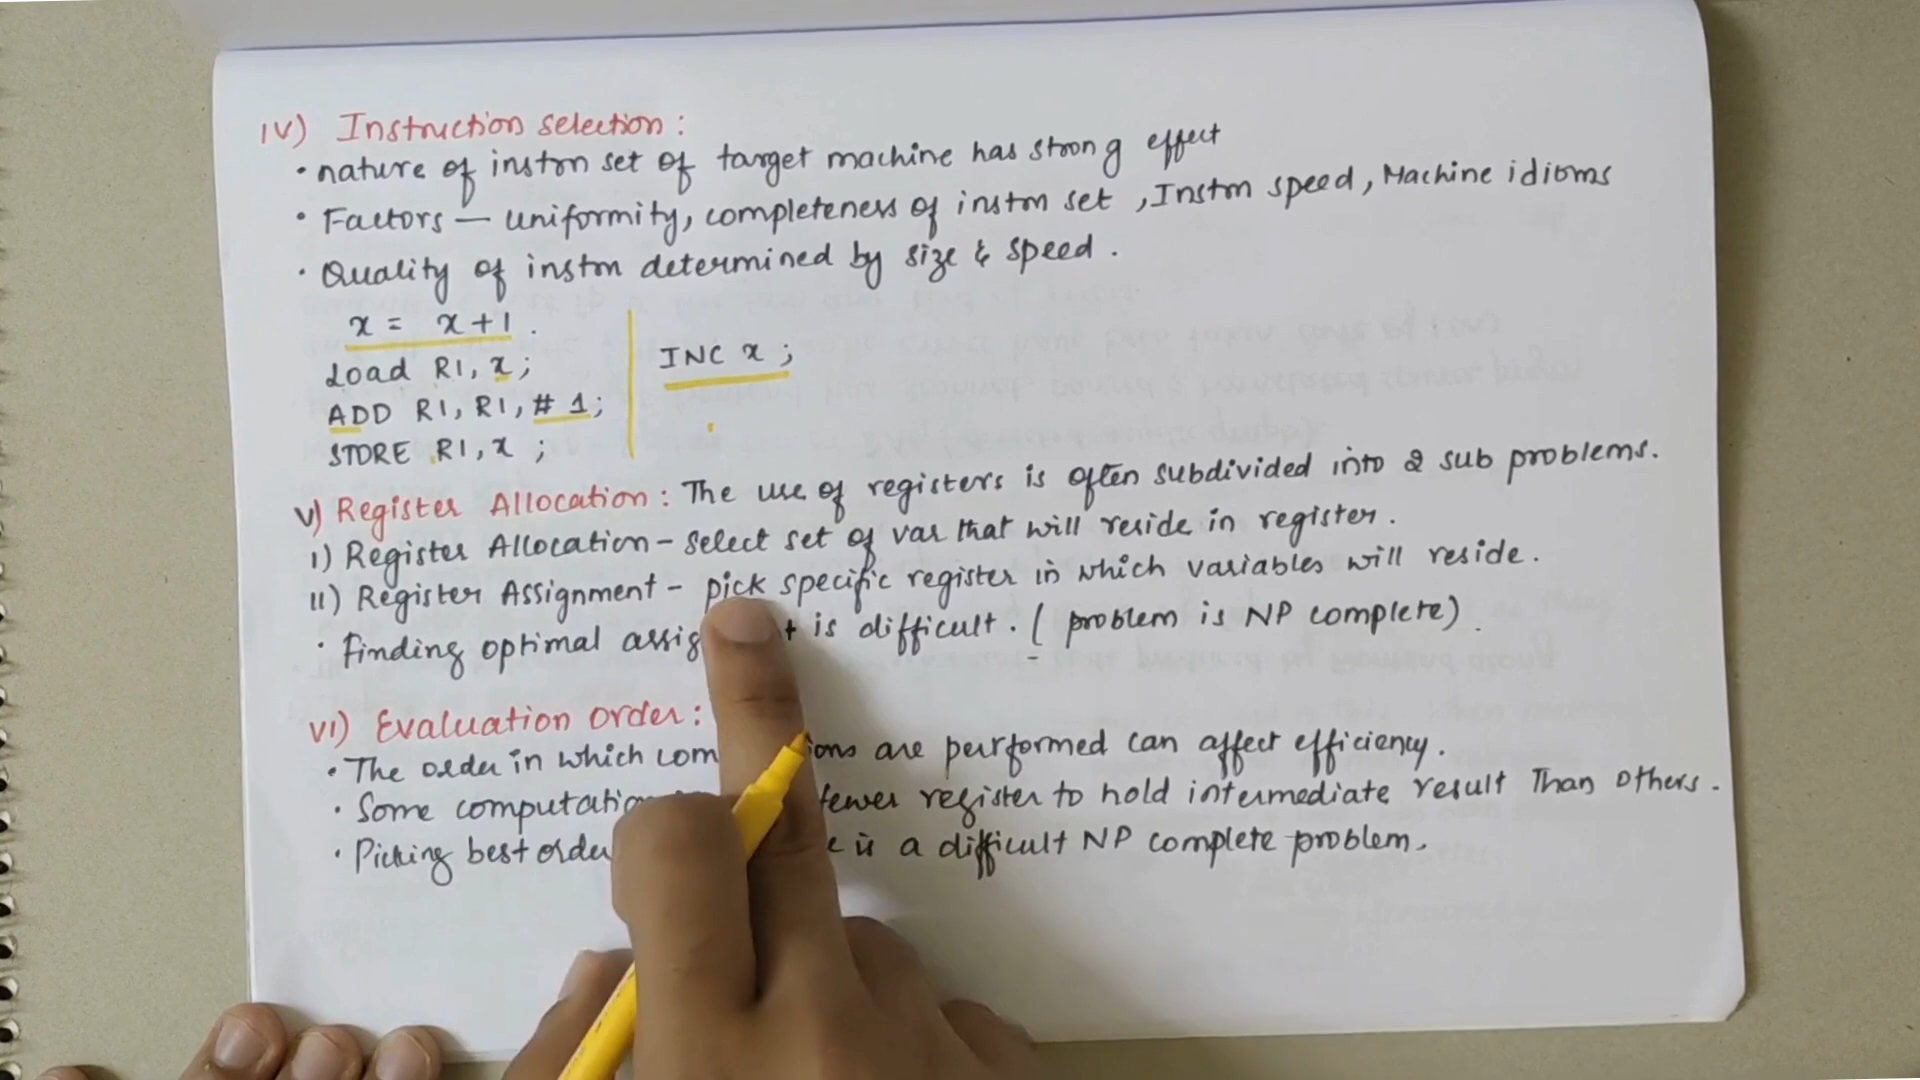 IV) Instruction selection:
• nature of instrn set of target machine has strong effect
• Factors — uniformity, completeness of instrn set, Instrn speed, Machine idioms
• Quality of instrn determined by size & speed.
x = x+1.
Load R1, x;
ADD R1, R1, # 1;
STORE R1, x ;
INC x ;
V) Register Allocation: The use of registers is often subdivided into 2 sub problems.
I) Register Allocation - select set of var that will reside in register.
II) Register Assignment - pick specific register in which variables will reside.
• Finding optimal is difficult. ( problem is NP complete).
VI) Evaluation order:
• The order in which are performed can affect efficiency.
• Some fewer register to hold intermediate result Than others.
• Picking best is a difficult NP complete problem.